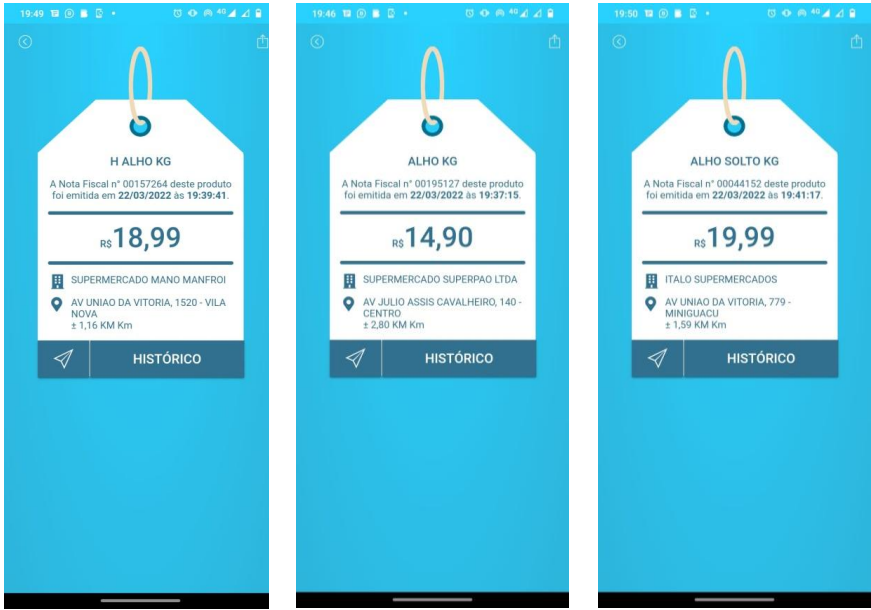 19:49
4G
H ALHO KG
A Nota Fiscal n° 00157264 deste produto
foi emitida em 22/03/2022 às 19:39:41.
R$18,99
SUPERMERCADO MANO MANFROI
AV UNIAO DA VITORIA, 1520 - VILA
NOVA
± 1,16 KM Km
HISTÓRICO
19:46
4G
ALHO KG
A Nota Fiscal n° 00195127 deste produto
foi emitida em 22/03/2022 às 19:37:15.
R$14,90
SUPERMERCADO SUPERPAO LTDA
AV JULIO ASSIS CAVALHEIRO, 140 -
CENTRO
± 2,80 KM Km
HISTÓRICO
19:50
4G
ALHO SOLTO KG
A Nota Fiscal n° 00044152 deste produto
foi emitida em 22/03/2022 às 19:41:17.
R$19,99
ITALO SUPERMERCADOS
AV UNIAO DA VITORIA, 779 -
MINIGUACU
± 1,59 KM Km
HISTÓRICO